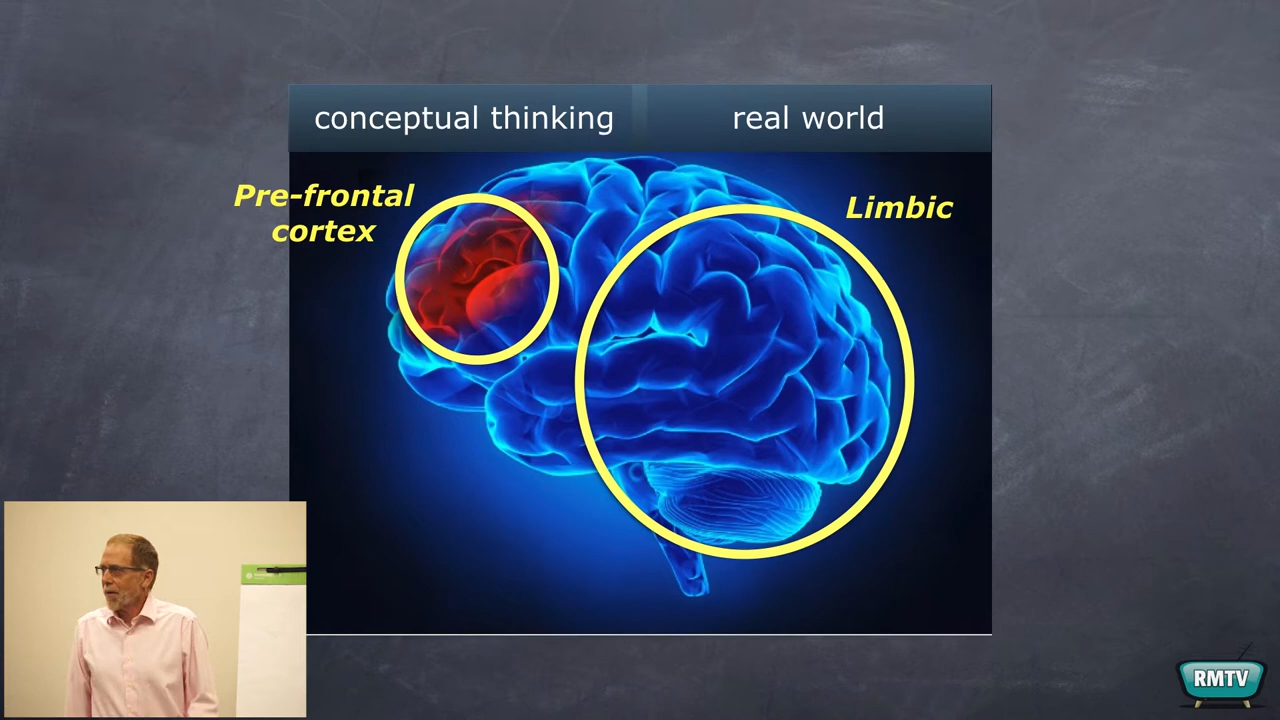 conceptual thinking real world
Pre-frontal
cortex
Limbic
RMTV